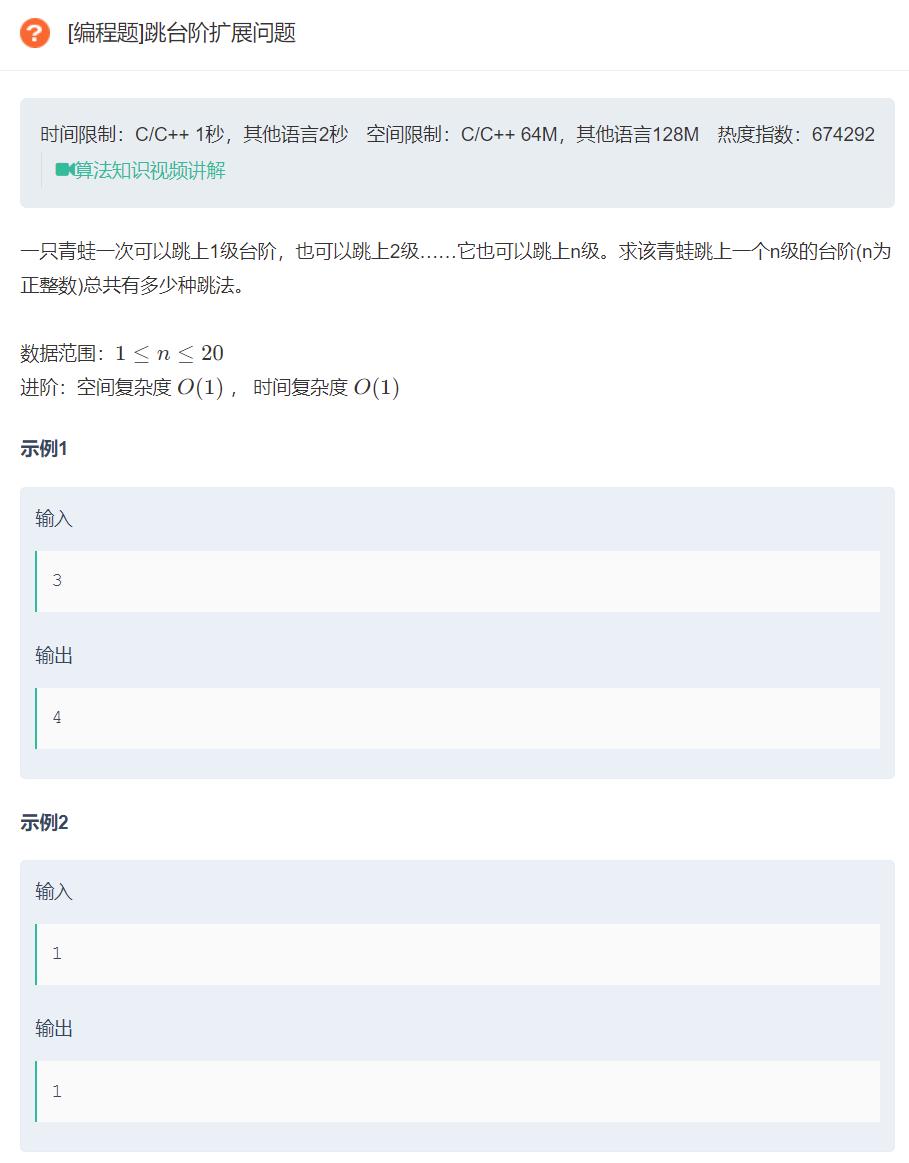 [编程题]跳台阶扩展问题
时间限制：C/C++ 1秒，其他语言2秒 空间限制：C/C++ 64M，其他语言128M 热度指数：674292
算法知识视频讲解
一只青蛙一次可以跳上1级台阶，也可以跳上2级……它也可以跳上n级。求该青蛙跳上一个n级的台阶(n为
正整数)总共有多少种跳法。
数据范围：1 ≤ n ≤ 20
进阶：空间复杂度 O(1) ， 时间复杂度 O(1)
示例1
输入
3
输出
4
示例2
输入
1
输出
1